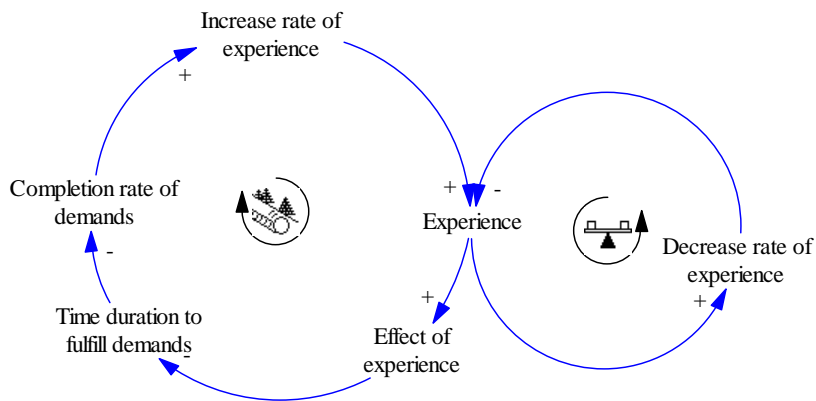 Increase rate of
experience
+
Completion rate of
demands
+
-
Experience
Decrease rate of
experience
-
+
+
Time duration to
fulfill demands
-
Effect of
experience